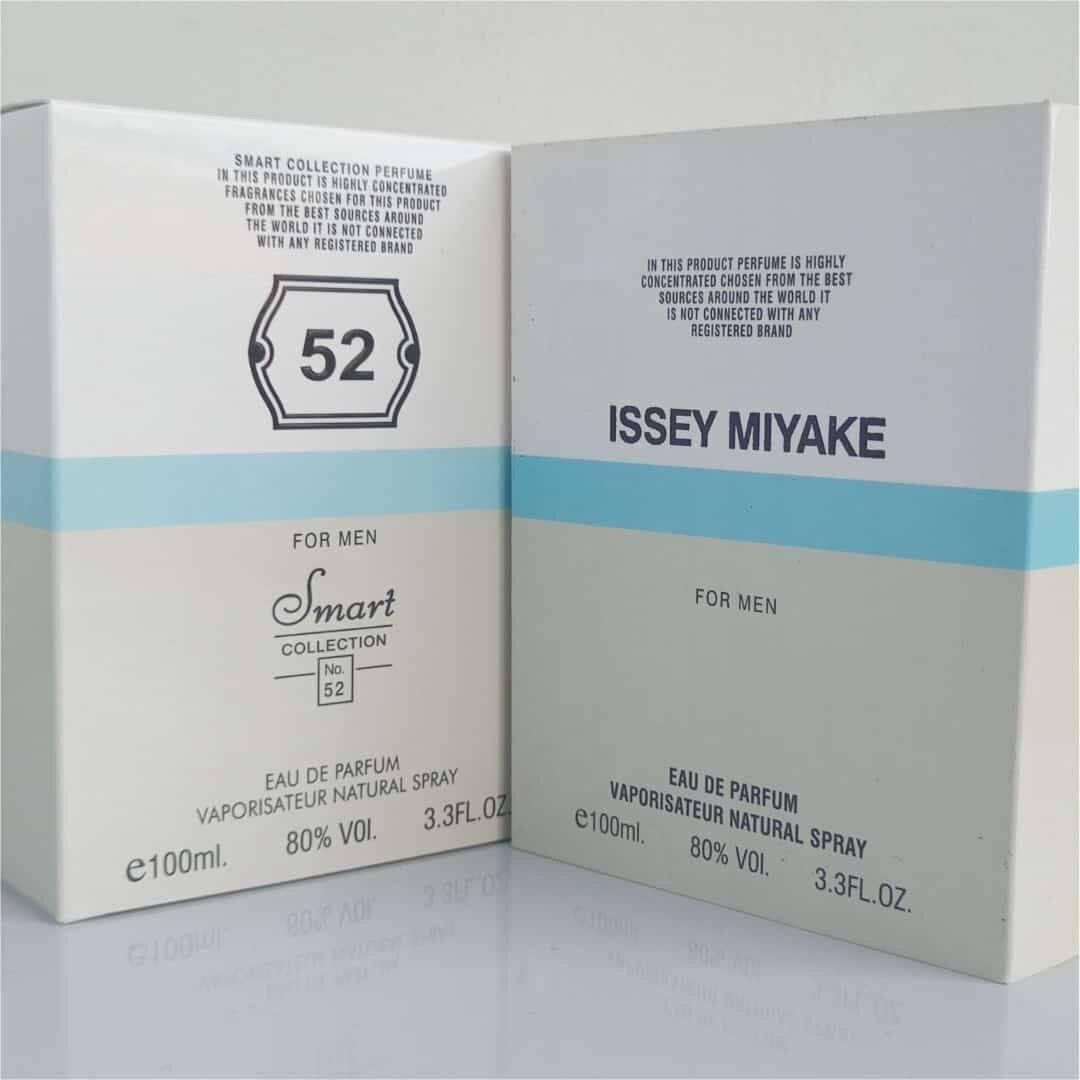 SMART COLLECTION PERFUME
IN THIS PRODUCT IS HIGHLY CONCENTRATED
FRAGRANCES CHOSEN FOR THIS PRODUCT
FROM THE BEST SOURCES AROUND
THE WORLD IT IS NOT CONNECTED
WITH ANY REGISTERED BRAND
52
FOR MEN
Smart
COLLECTION
No.
52
EAU DE PARFUM
VAPORISATEUR NATURAL SPRAY
e100ml. 80% VOl. 3.3FL.OZ.
IN THIS PRODUCT PERFUME IS HIGHLY
CONCENTRATED CHOSEN FROM THE BEST
SOURCES AROUND THE WORLD IT
IS NOT CONNECTED WITH ANY
REGISTERED BRAND
ISSEY MIYAKE
FOR MEN
EAU DE PARFUM
VAPORISATEUR NATURAL SPRAY
e100ml. 80% VOl. 3.3FL.OZ.